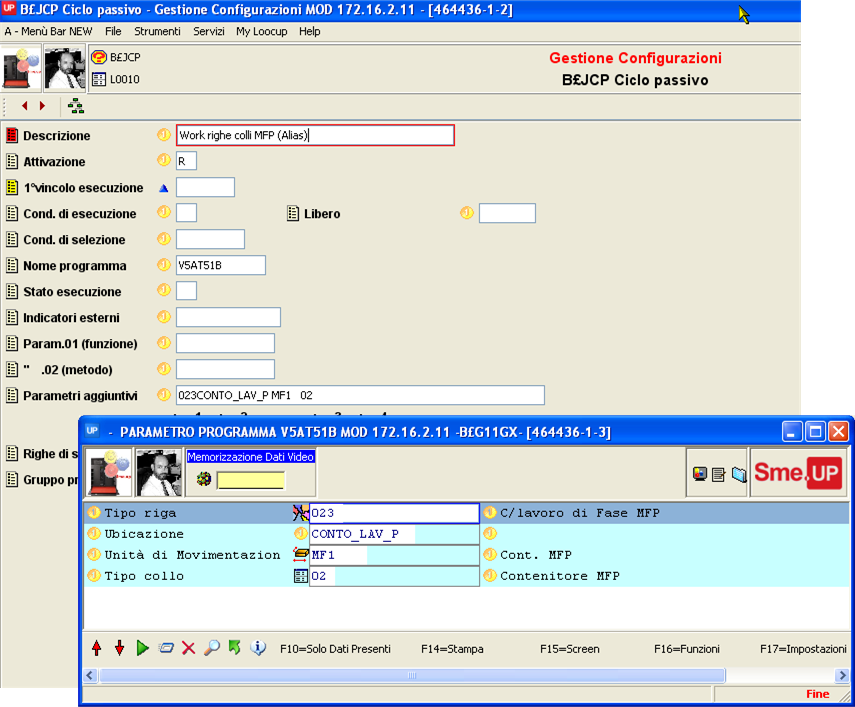 UP B£JCP Ciclo passivo - Gestione Configurazioni MOD 172.16.2.11 - [464436-1-2]
A - Menù Bar NEW File Strumenti Servizi My Loocup Help
B£JCP
L0010
Gestione Configurazioni
B£JCP Ciclo passivo
Descrizione Work righe colli MFP (Alias)
Attivazione R
1°vincolo esecuzione
Cond. di esecuzione Libero
Cond. di selezione
Nome programma V5AT51B
Stato esecuzione
Indicatori esterni
Param.01 (funzione)
" .02 (metodo)
Parametri aggiuntivi 023CONTO_LAV_P MF1 02
Righe di s
Gruppo pr
UP - PARAMETRO PROGRAMMA V5AT51B MOD 172.16.2.11 -B£G11GX- [464436-1-3]
Memorizzazione Dati Video
Sme.UP
Tipo riga 023 C/lavoro di Fase MFP
Ubicazione CONTO_LAV_P
Unità di Movimentazion MF1 Cont. MFP
Tipo collo 02 Contenitore MFP
F10=Solo Dati Presenti F14=Stampa F15=Screen F16=Funzioni F17=Impostazioni
Fine